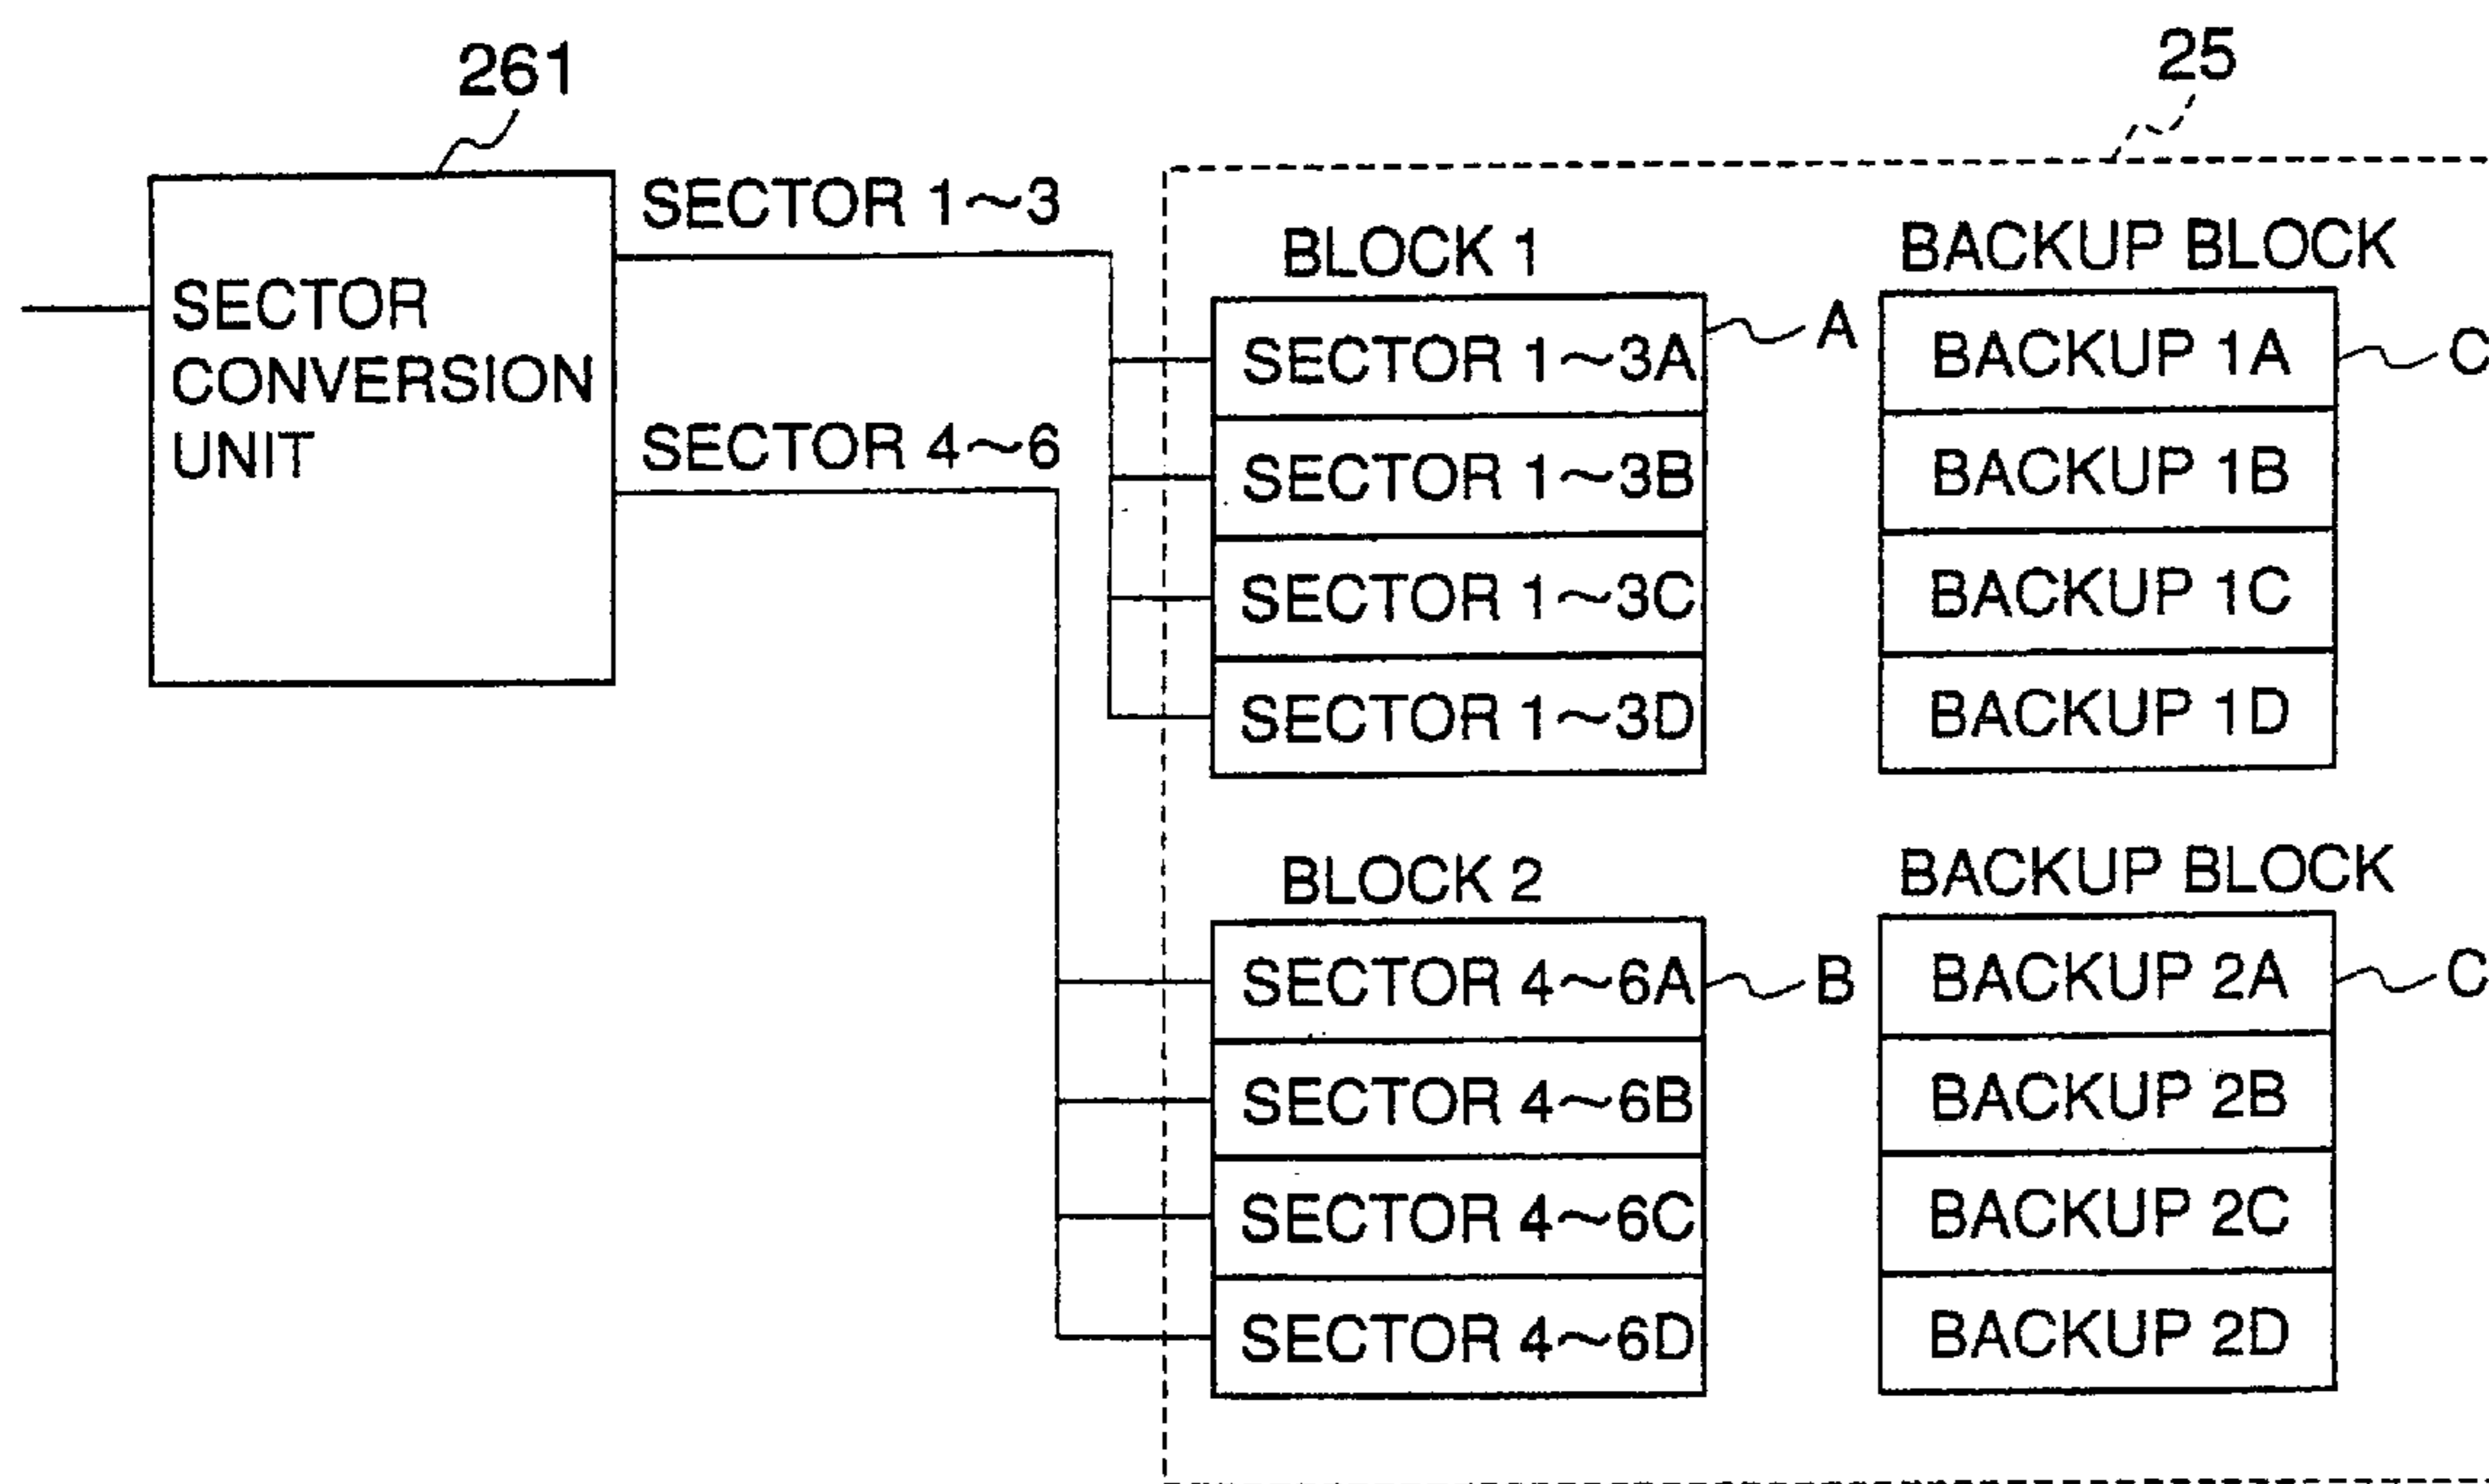 261
25
SECTOR
CONVERSION
UNIT
SECTOR 1~3
SECTOR 4~6
BLOCK 1
SECTOR 1~3A
A
SECTOR 1~3B
SECTOR 1~3C
SECTOR 1~3D
BACKUP BLOCK
BACKUP 1A
C
BACKUP 1B
BACKUP 1C
BACKUP 1D
BLOCK 2
SECTOR 4~6A
B
SECTOR 4~6B
SECTOR 4~6C
SECTOR 4~6D
BACKUP BLOCK
BACKUP 2A
C
BACKUP 2B
BACKUP 2C
BACKUP 2D